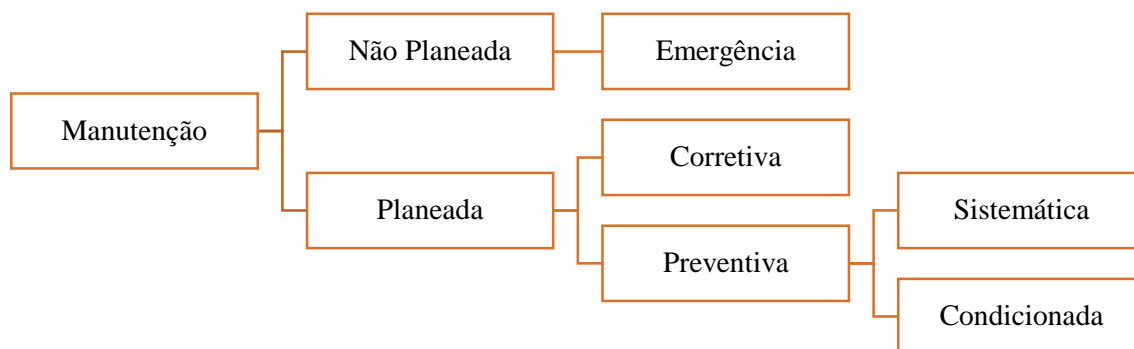 Manutenção
Não Planeada
Emergência
Planeada
Corretiva
Preventiva
Sistemática
Condicionada